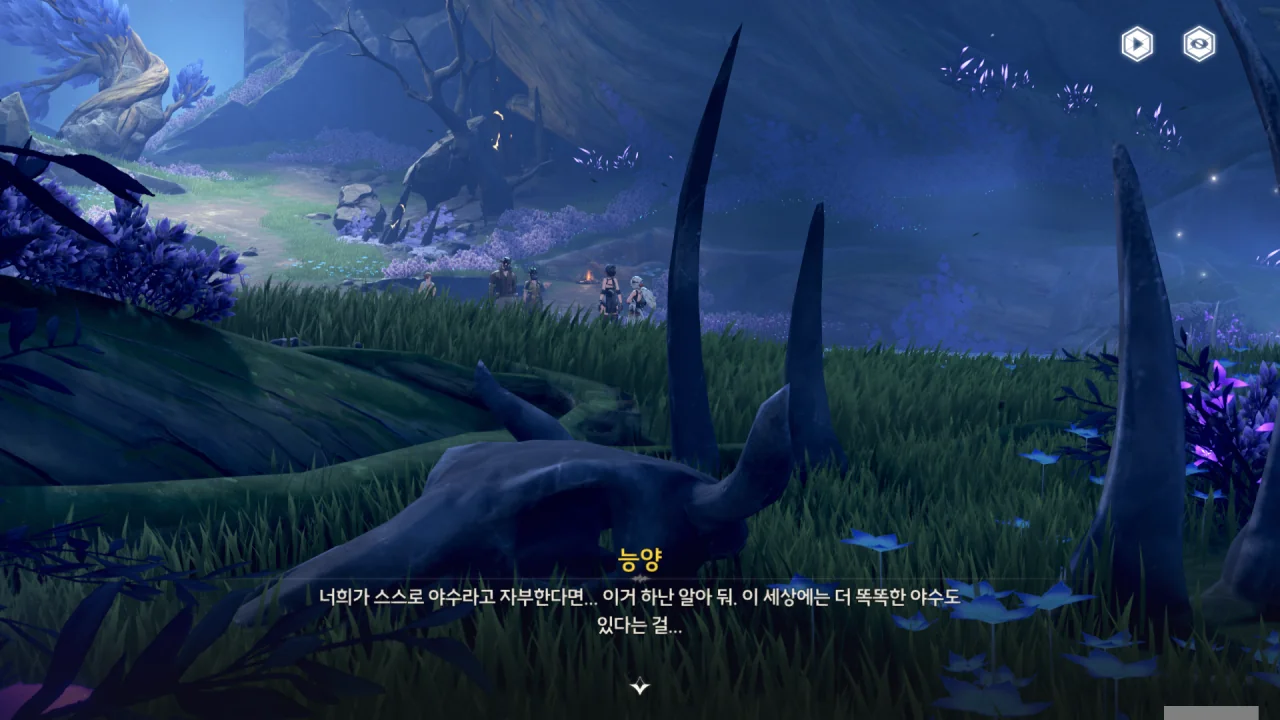 능양
너희가 스스로 야수라고 자부한다면... 이거 하난 알아 둬. 이 세상에는 더 똑똑한 야수도
있다는 걸...